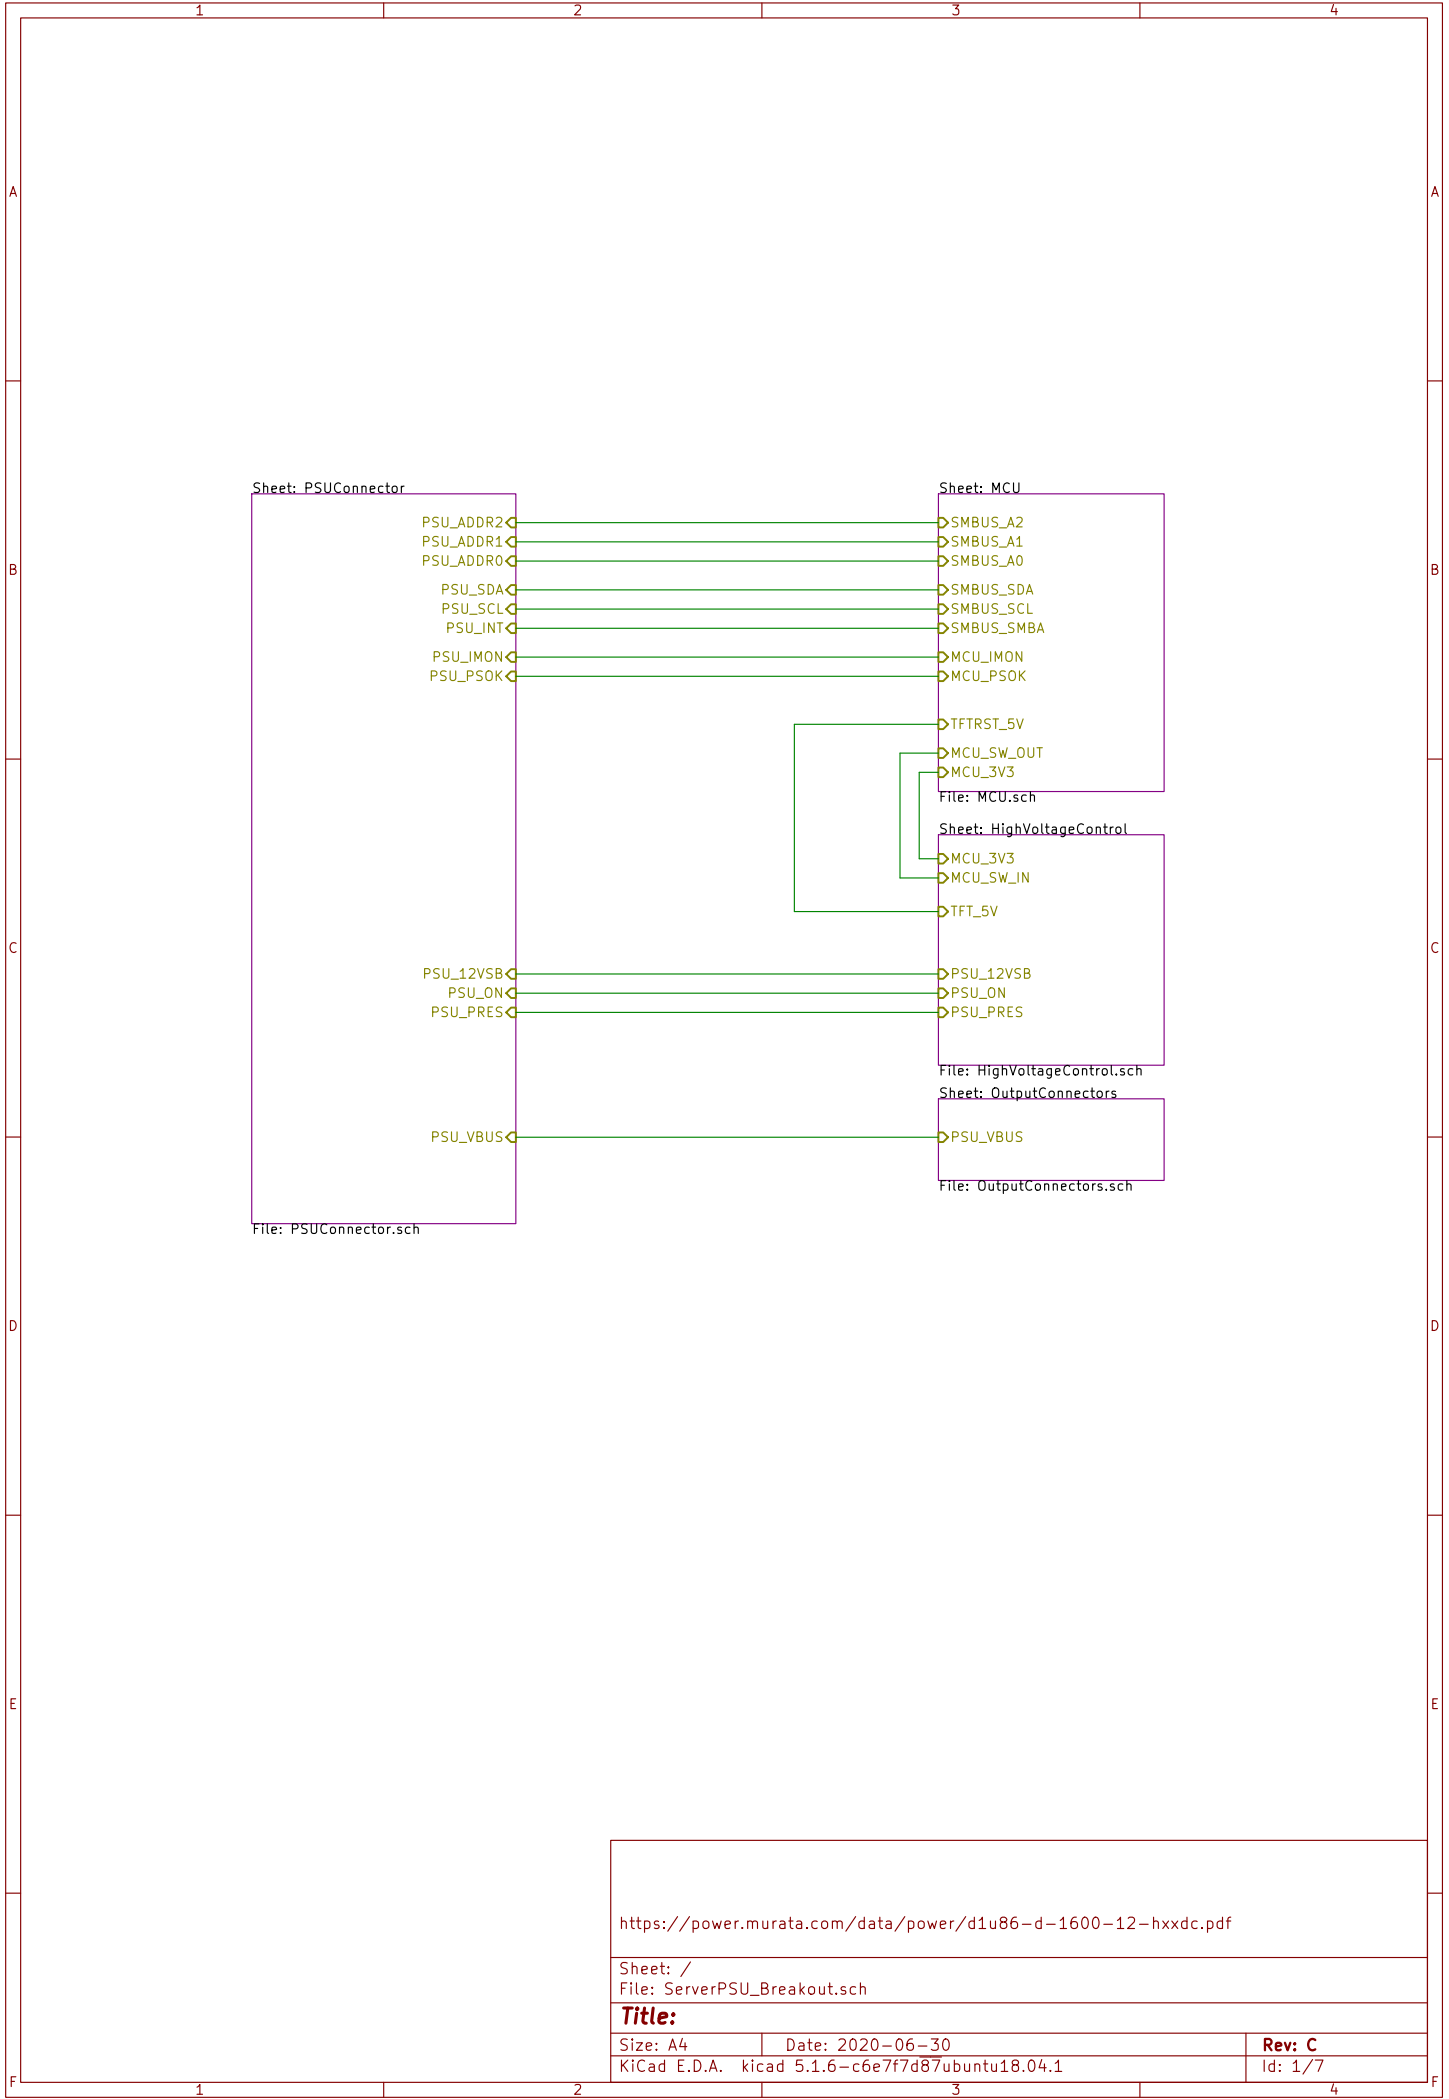 1 2 3 4
A A
Sheet: PSUConnector
Sheet: MCU
PSU_ADDR2 SMBUS_A2
PSU_ADDR1 SMBUS_A1
PSU_ADDR0 SMBUS_A0
B B
PSU_SDA SMBUS_SDA
PSU_SCL SMBUS_SCL
PSU_INT SMBUS_SMBA
PSU_IMON MCU_IMON
PSU_PSOK MCU_PSOK
TFTRST_5V
MCU_SW_OUT
MCU_3V3
File: MCU.sch
Sheet: HighVoltageControl
MCU_3V3
MCU_SW_IN
TFT_5V
C C
PSU_12VSB PSU_12VSB
PSU_ON PSU_ON
PSU_PRES PSU_PRES
File: HighVoltageControl.sch
Sheet: OutputConnectors
PSU_VBUS PSU_VBUS
File: OutputConnectors.sch
File: PSUConnector.sch
D D
E E
https://power.murata.com/data/power/d1u86-d-1600-12-hxxdc.pdf
Sheet: /
File: ServerPSU_Breakout.sch
Title:
Size: A4 Date: 2020-06-30 Rev: C
KiCad E.D.A. kicad 5.1.6-c6e7f7d87ubuntu18.04.1 Id: 1/7
F F
1 2 3 4